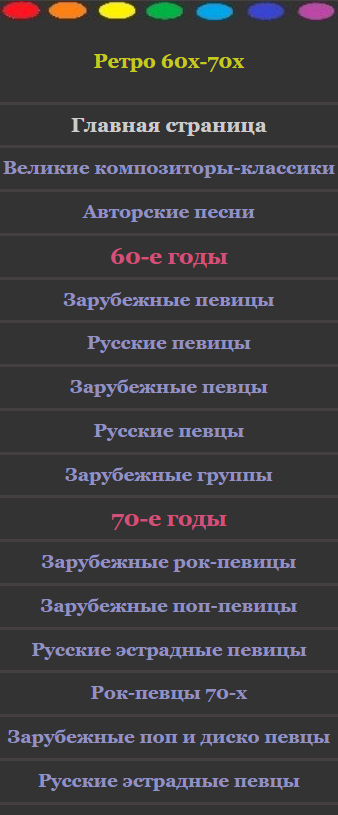 Ретро 60х-70х
Главная страница
Великие композиторы-классики
Авторские песни
60-е годы
Зарубежные певицы
Русские певицы
Зарубежные певцы
Русские певцы
Зарубежные группы
70-е годы
Зарубежные рок-певицы
Зарубежные поп-певицы
Русские эстрадные певицы
Рок-певцы 70-х
Зарубежные поп и диско певцы
Русские эстрадные певцы